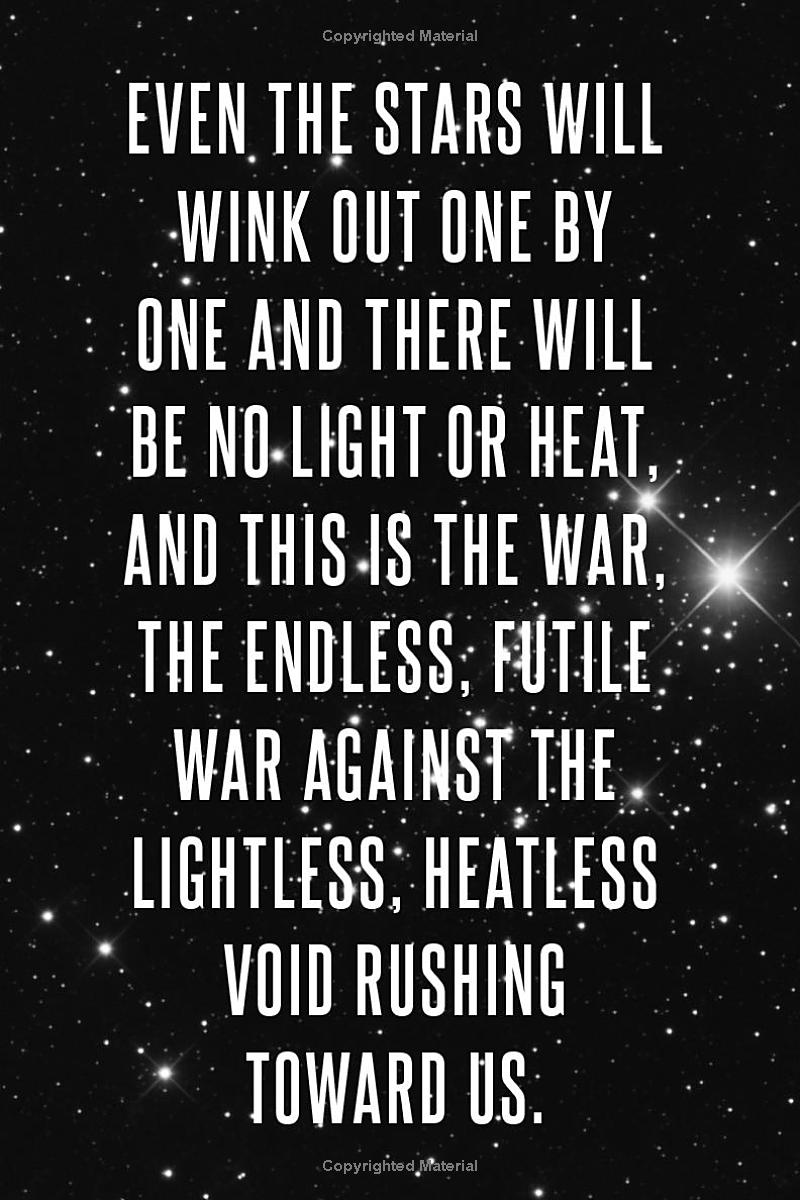 Copyrighted Material
EVEN THE STARS WILL
WINK OUT ONE BY
ONE AND THERE WILL
BE NO LIGHT OR HEAT,
AND THIS IS THE WAR,
THE ENDLESS, FUTILE
WAR AGAINST THE
LIGHTLESS, HEATLESS
VOID RUSHING
TOWARD US.
Copyrighted Material